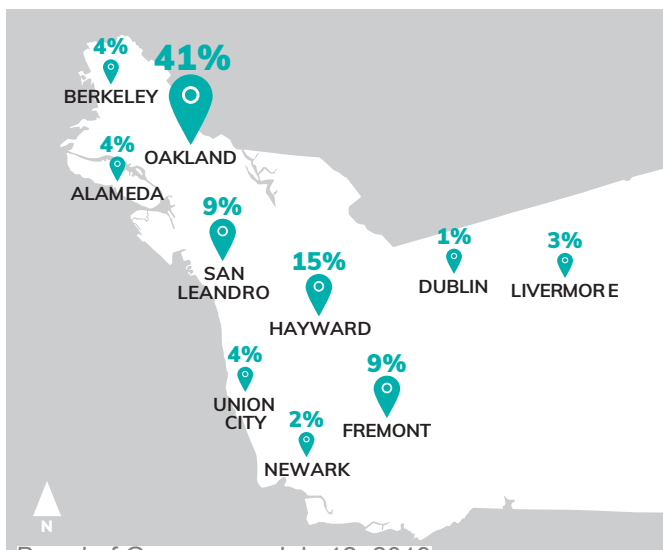 4%
BERKELEY
41%
OAKLAND
4%
ALAMEDA
9%
SAN
LEANDRO
15%
HAYWARD
1%
DUBLIN
3%
LIVERMORE
4%
UNION
CITY
2%
NEWARK
9%
FREMONT
N